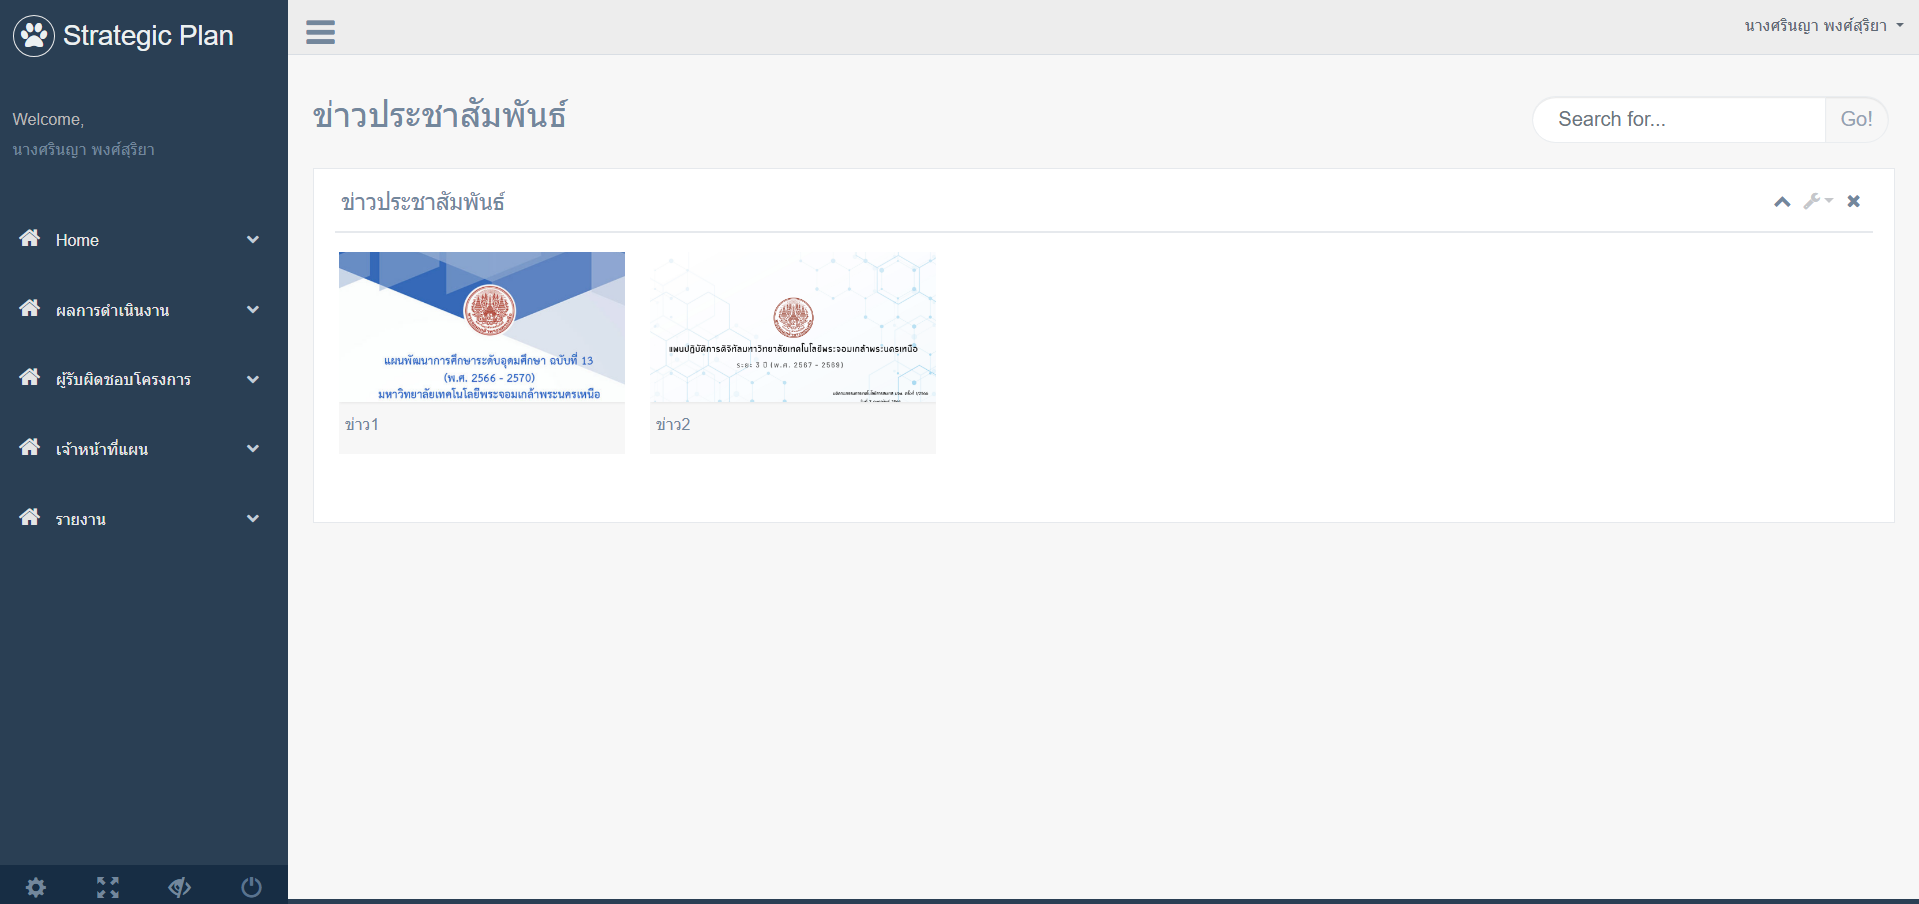 Strategic Plan
นางศรินญา พงศ์สุริยา
Welcome,
นางศรินญา พงศ์สุริยา
Home
ผลการดำเนินงาน
ผู้รับผิดชอบโครงการ
เจ้าหน้าที่แผน
รายงาน
ข่าวประชาสัมพันธ์
Search for...
Go!
ข่าวประชาสัมพันธ์
แผนพัฒนาการศึกษาระดับอุดมศึกษา ฉบับที่ 13
(พ.ศ. 2566 - 2570)
มหาวิทยาลัยเทคโนโลยีพระจอมเกล้าพระนครเหนือ
ข่าว1
แผนปฏิบัติการดิจิทัลมหาวิทยาลัยเทคโนโลยีพระจอมเกล้าพระนครเหนือ
ระยะ 3 ปี (พ.ศ. 2567 - 2569)
ข่าว2